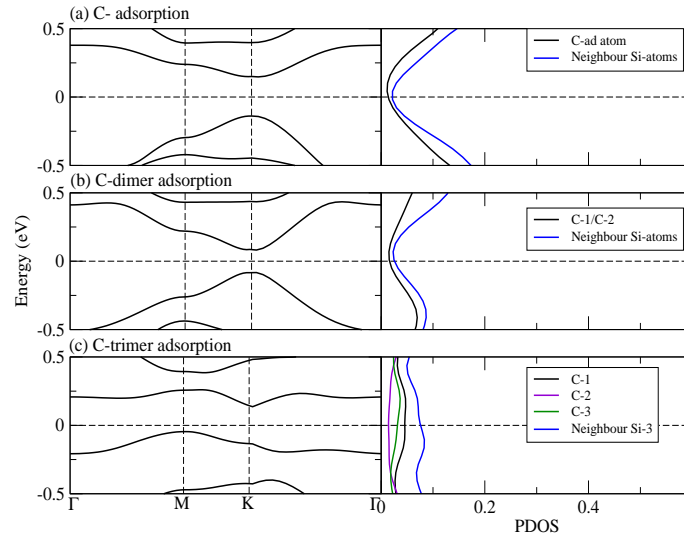 (a) C- adsorption
0.5
0
-0.5
C-ad atom
Neighbour Si-atoms
(b) C-dimer adsorption
0.5
0
-0.5
C-1/C-2
Neighbour Si-atoms
Energy (eV)
(c) C-trimer adsorption
0.5
0
-0.5
C-1
C-2
C-3
Neighbour Si-3
Γ M K Γ
0 0.2 0.4
PDOS